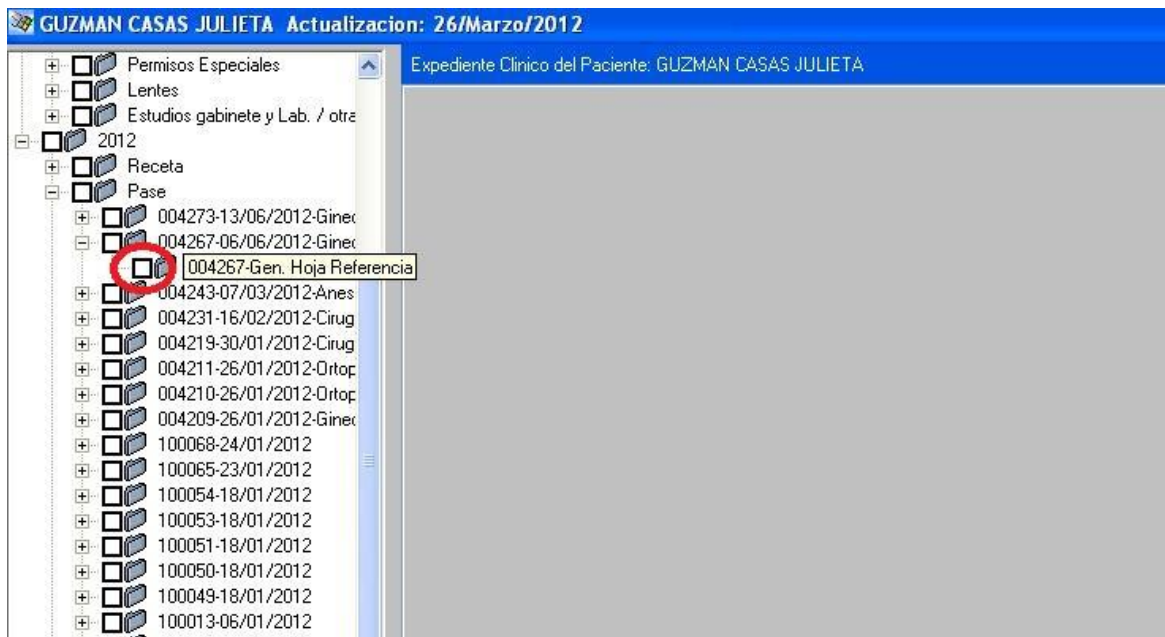 GUZMAN CASAS JULIETA Actualizacion: 26/Marzo/2012
Permisos Especiales
Lentes
Estudios gabinete y Lab. / otra
2012
Receta
Pase
004273-13/06/2012-Ginec
004267-06/06/2012-Ginec
004267-Gen. Hoja Referencia
004243-07/03/2012-Anes
004231-16/02/2012-Cirug
004219-30/01/2012-Cirug
004211-26/01/2012-Ortop
004210-26/01/2012-Ortop
004209-26/01/2012-Ginec
100068-24/01/2012
100065-23/01/2012
100054-18/01/2012
100053-18/01/2012
100051-18/01/2012
100050-18/01/2012
100049-18/01/2012
100013-06/01/2012
Expediente Clinico del Paciente: GUZMAN CASAS JULIETA